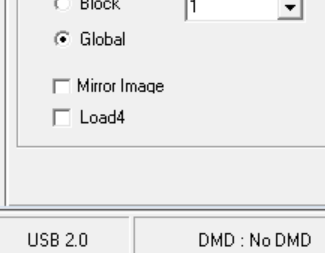 Block 1
Global
Mirror Image
Load4
USB 2.0 DMD : No DMD